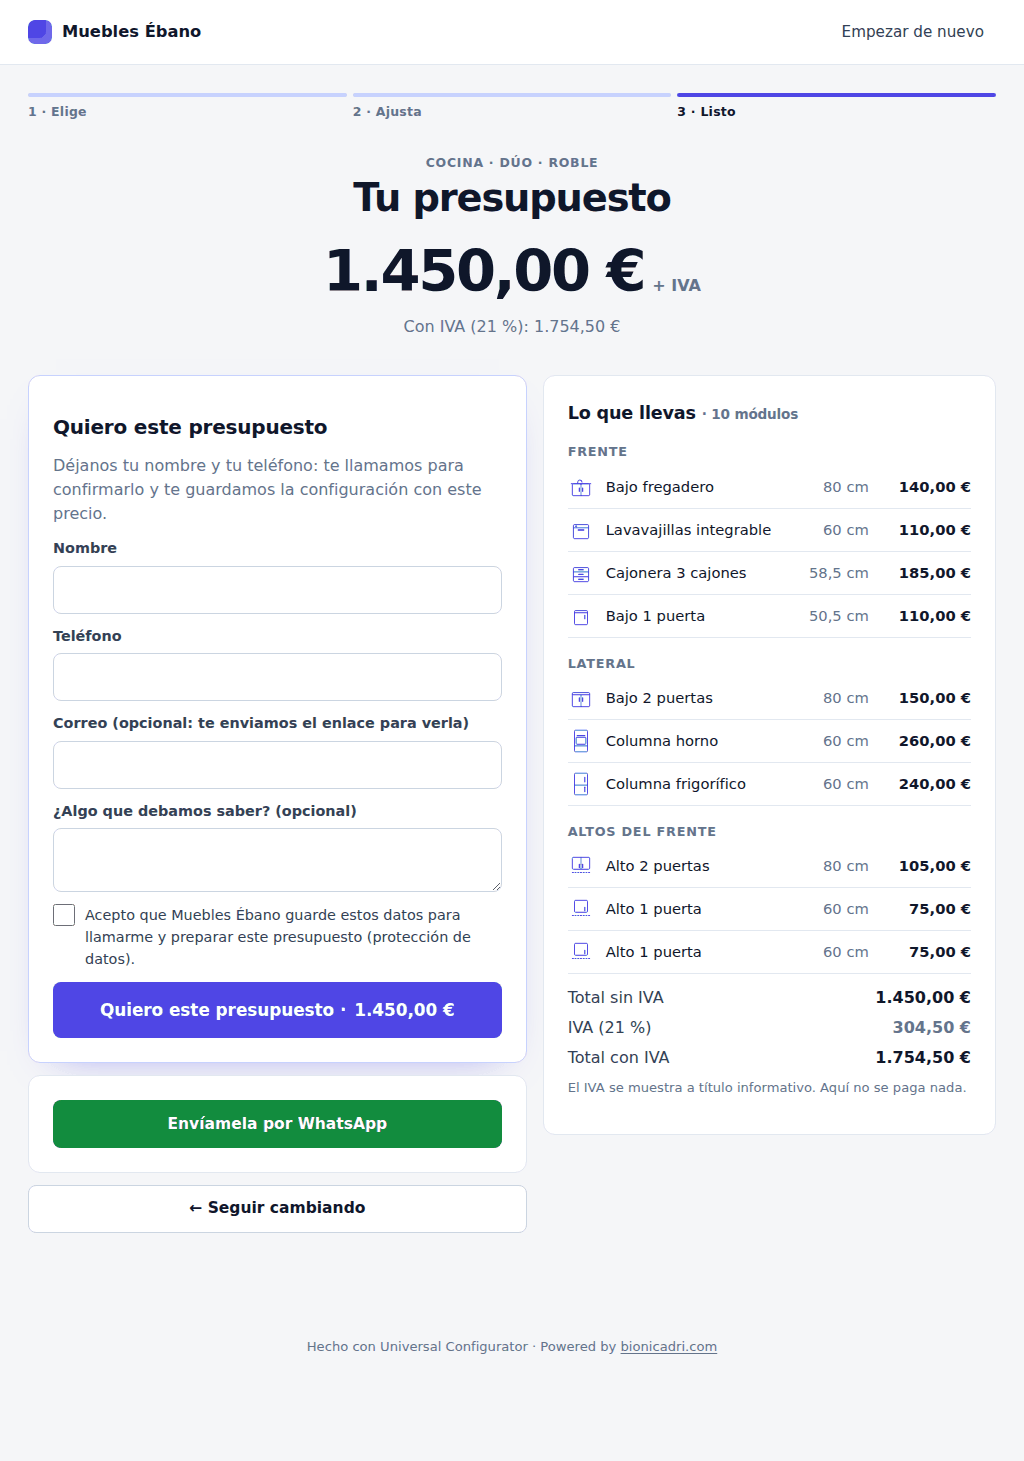 Muebles Ébano
Empezar de nuevo
1 · Elige
2 · Ajusta
3 · Listo
COCINA · DÚO · ROBLE
Tu presupuesto
1.450,00 € + IVA
Con IVA (21 %): 1.754,50 €
Quiero este presupuesto
Déjanos tu nombre y tu teléfono: te llamamos para
confirmarlo y te guardamos la configuración con este
precio.
Nombre
Teléfono
Correo (opcional: te enviamos el enlace para verla)
¿Algo que debamos saber? (opcional)
Acepto que Muebles Ébano guarde estos datos para
llamarme y preparar este presupuesto (protección de
datos).
Quiero este presupuesto · 1.450,00 €
Envíamela por WhatsApp
← Seguir cambiando
Lo que llevas · 10 módulos
FRENTE
Bajo fregadero 80 cm 140,00 €
Lavavajillas integrable 60 cm 110,00 €
Cajonera 3 cajones 58,5 cm 185,00 €
Bajo 1 puerta 50,5 cm 110,00 €
LATERAL
Bajo 2 puertas 80 cm 150,00 €
Columna horno 60 cm 260,00 €
Columna frigorífico 60 cm 240,00 €
ALTOS DEL FRENTE
Alto 2 puertas 80 cm 105,00 €
Alto 1 puerta 60 cm 75,00 €
Alto 1 puerta 60 cm 75,00 €
Total sin IVA 1.450,00 €
IVA (21 %) 304,50 €
Total con IVA 1.754,50 €
El IVA se muestra a título informativo. Aquí no se paga nada.
Hecho con Universal Configurator · Powered by bionicadri.com